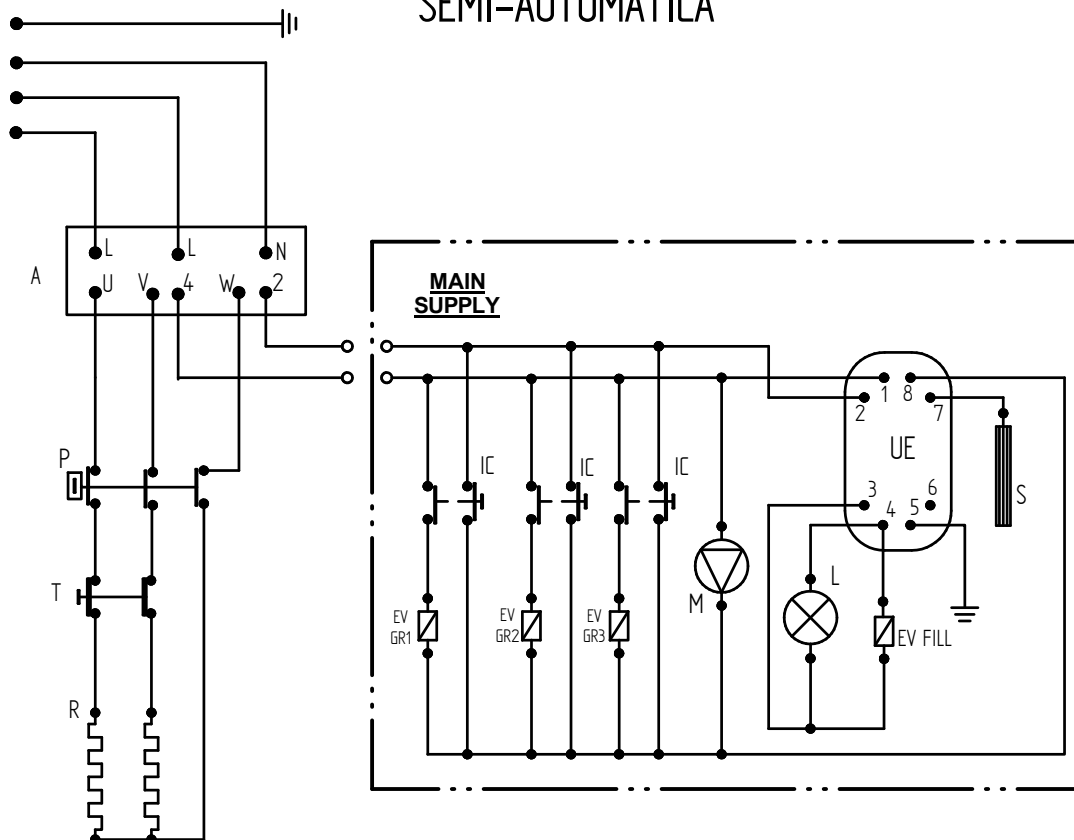 SEMI-AUTOMATICA
L L N
A
U V 4 W 2
MAIN
SUPPLY
1 8
2 7
UE
P
IC IC IC
3 6
4 5
S
T
L
M
EV
GR1
EV
GR2
EV
GR3
EV FILL
R